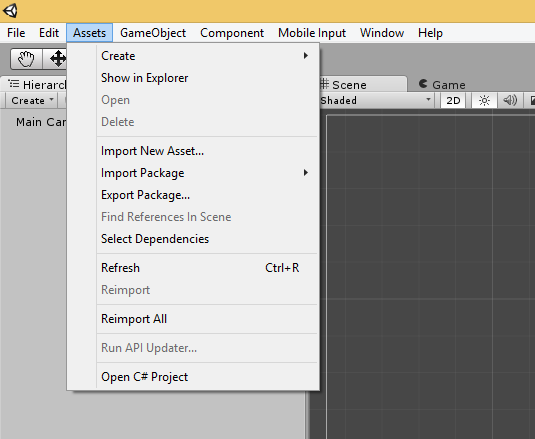 File Edit Assets GameObject Component Mobile Input Window Help
Hierarc Scene Game
Create Shaded 2D
Main Car
Create
Show in Explorer
Open
Delete
Import New Asset...
Import Package
Export Package...
Find References In Scene
Select Dependencies
Refresh Ctrl+R
Reimport
Reimport All
Run API Updater...
Open C# Project